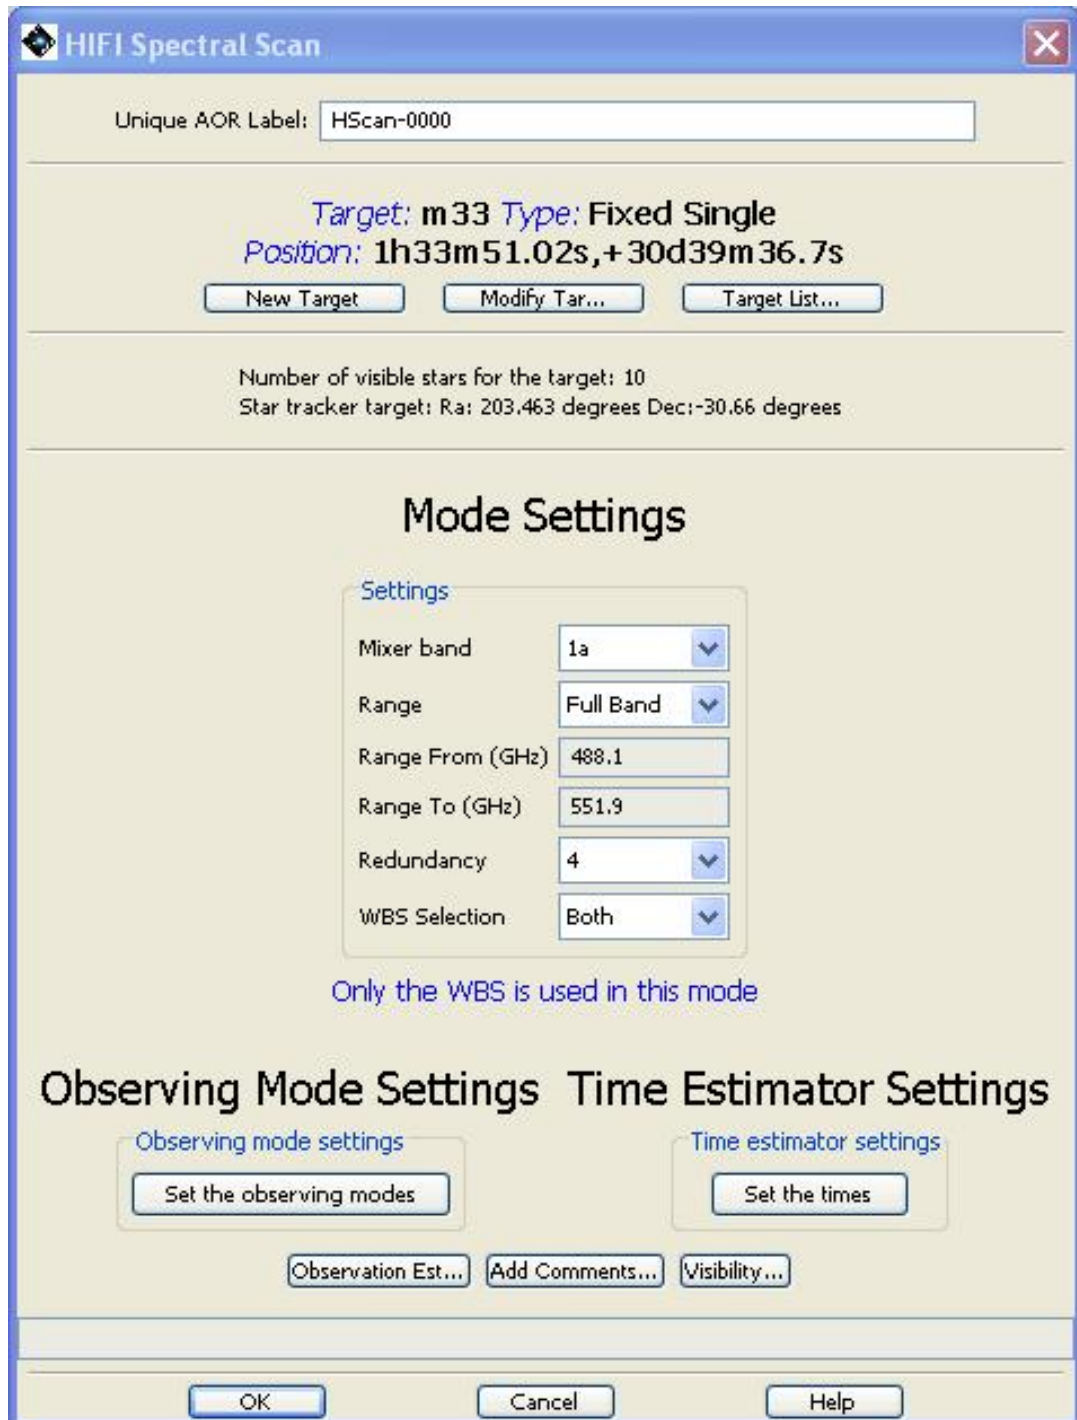 HIFI Spectral Scan
Unique AOR Label: HScan-0000
Target: m33 Type: Fixed Single
Position: 1h33m51.02s,+30d39m36.7s
New Target Modify Tar... Target List...
Number of visible stars for the target: 10
Star tracker target: Ra: 203.463 degrees Dec:-30.66 degrees
Mode Settings
Settings
Mixer band 1a
Range Full Band
Range From (GHz) 488.1
Range To (GHz) 551.9
Redundancy 4
WBS Selection Both
Only the WBS is used in this mode
Observing Mode Settings Time Estimator Settings
Observing mode settings Time estimator settings
Set the observing modes Set the times
Observation Est... Add Comments... Visibility...
OK Cancel Help